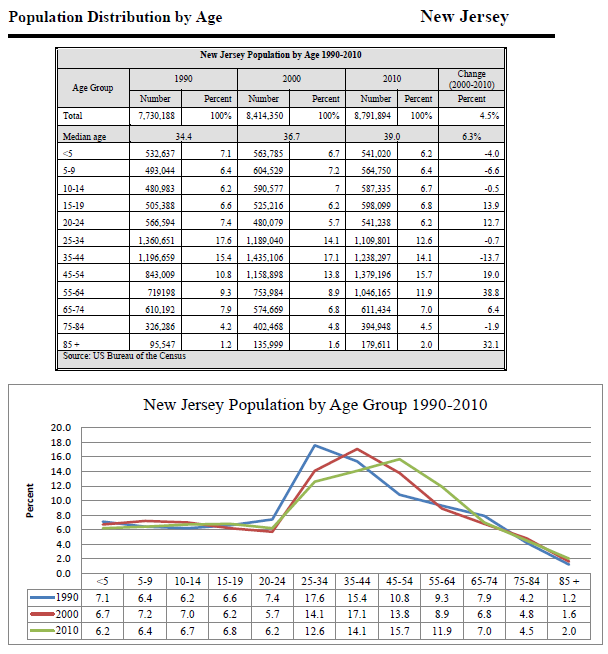 Population Distribution by Age New Jersey
New Jersey Population by Age 1990-2010
Age Group 1990 2000 2010 Change (2000-2010)
Number Percent Number Percent Number Percent Percent
Total 7,730,188 100% 8,414,350 100% 8,791,894 100% 4.5%
Median age 34.4 36.7 39.0 6.3%
<5 532,637 7.1 563,785 6.7 541,020 6.2 -4.0
5-9 493,044 6.4 604,529 7.2 564,750 6.4 -6.6
10-14 480,983 6.2 590,577 7 587,335 6.7 -0.5
15-19 505,388 6.6 525,216 6.2 598,099 6.8 13.9
20-24 566,594 7.4 480,079 5.7 541,238 6.2 12.7
25-34 1,360,651 17.6 1,189,040 14.1 1,109,801 12.6 -0.7
35-44 1,196,659 15.4 1,435,106 17.1 1,238,297 14.1 -13.7
45-54 843,009 10.8 1,158,898 13.8 1,379,196 15.7 19.0
55-64 719198 9.3 753,984 8.9 1,046,165 11.9 38.8
65-74 610,192 7.9 574,669 6.8 611,434 7.0 6.4
75-84 326,286 4.2 402,468 4.8 394,948 4.5 -1.9
85 + 95,547 1.2 135,999 1.6 179,611 2.0 32.1
Source: US Bureau of the Census
New Jersey Population by Age Group 1990-2010
20.0
18.0
16.0
14.0
12.0
10.0
8.0
6.0
4.0
2.0
0.0
Percent
<5 5-9 10-14 15-19 20-24 25-34 35-44 45-54 55-64 65-74 75-84 85 +
1990 7.1 6.4 6.2 6.6 7.4 17.6 15.4 10.8 9.3 7.9 4.2 1.2
2000 6.7 7.2 7.0 6.2 5.7 14.1 17.1 13.8 8.9 6.8 4.8 1.6
2010 6.2 6.4 6.7 6.8 6.2 12.6 14.1 15.7 11.9 7.0 4.5 2.0